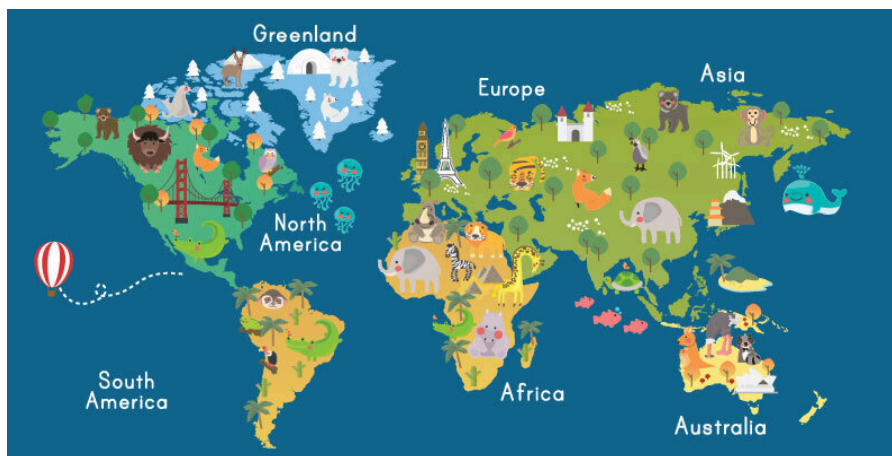 Greenland
Europe
Asia
North
America
South
America
Africa
Australia